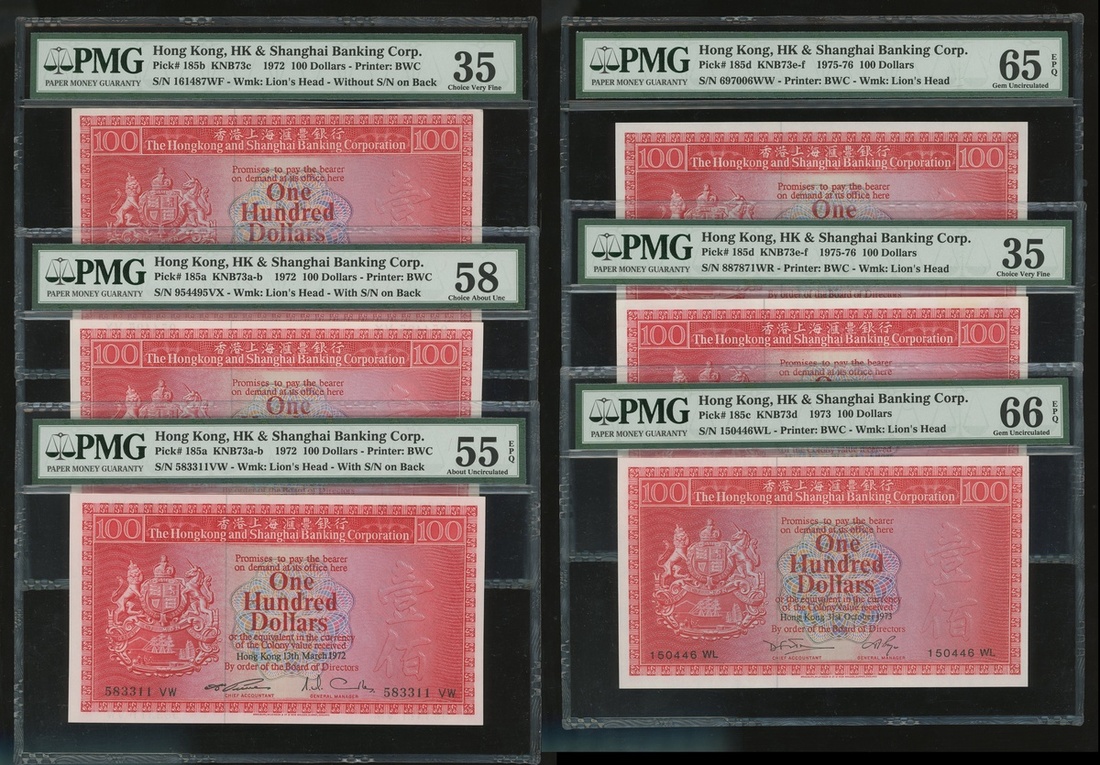 PMG
PAPER MONEY GUARANTY
Hong Kong, HK & Shanghai Banking Corp.
Pick# 185b KNB73c 1972 100 Dollars - Printer: BWC
S/N 161487WF - Wmk: Lion's Head - Without S/N on Back
35
Choice Very Fine
100
香港上海滙豐銀行
100
The Hongkong and Shanghai Banking Corporation
Promises to pay the bearer
on demand at its office here
One
Hundred
Dollars
PMG
PAPER MONEY GUARANTY
Hong Kong, HK & Shanghai Banking Corp.
Pick# 185a KNB73a-b 1972 100 Dollars - Printer: BWC
S/N 954495VX - Wmk: Lion's Head - With S/N on Back
58
Choice About Unc
100
香港上海滙豐銀行
100
The Hongkong and Shanghai Banking Corporation
Promises to pay the bearer
on demand at its office here
One
PMG
PAPER MONEY GUARANTY
Hong Kong, HK & Shanghai Banking Corp.
Pick# 185a KNB73a-b 1972 100 Dollars - Printer: BWC
S/N 583311VW - Wmk: Lion's Head - With S/N on Back
55
EPQ
About Uncirculated
100
香港上海滙豐銀行
100
The Hongkong and Shanghai Banking Corporation
Promises to pay the bearer
on demand at its office here
One
Hundred
Dollars
or the equivalent in the currency
of the Colony value received
Hong Kong 13th March 1972
By order of the Board of Directors
壹佰
583311 VW
CHIEF ACCOUNTANT
GENERAL MANAGER
583311 VW
PMG
PAPER MONEY GUARANTY
Hong Kong, HK & Shanghai Banking Corp.
Pick# 185d KNB73e-f 1975-76 100 Dollars
S/N 697006WW - Printer: BWC - Wmk: Lion's Head
65
EPQ
Gem Uncirculated
100
香港上海滙豐銀行
100
The Hongkong and Shanghai Banking Corporation
Promises to pay the bearer
on demand at its office here
One
PMG
PAPER MONEY GUARANTY
Hong Kong, HK & Shanghai Banking Corp.
Pick# 185d KNB73e-f 1975-76 100 Dollars
S/N 887871WR - Printer: BWC - Wmk: Lion's Head
35
Choice Very Fine
By order of the Board of Directors
100
香港上海滙豐銀行
100
The Hongkong and Shanghai Banking Corporation
Promises to pay the bearer
on demand at its office here
PMG
PAPER MONEY GUARANTY
Hong Kong, HK & Shanghai Banking Corp.
Pick# 185c KNB73d 1973 100 Dollars
S/N 150446WL - Printer: BWC - Wmk: Lion's Head
66
EPQ
Gem Uncirculated
100
香港上海滙豐銀行
100
The Hongkong and Shanghai Banking Corporation
Promises to pay the bearer
on demand at its office here
One
Hundred
Dollars
or the equivalent in the currency
of the Colony value received
Hong Kong 31st October 1973
By order of the Board of Directors
壹佰
150446 WL
CHIEF ACCOUNTANT
GENERAL MANAGER
150446 WL